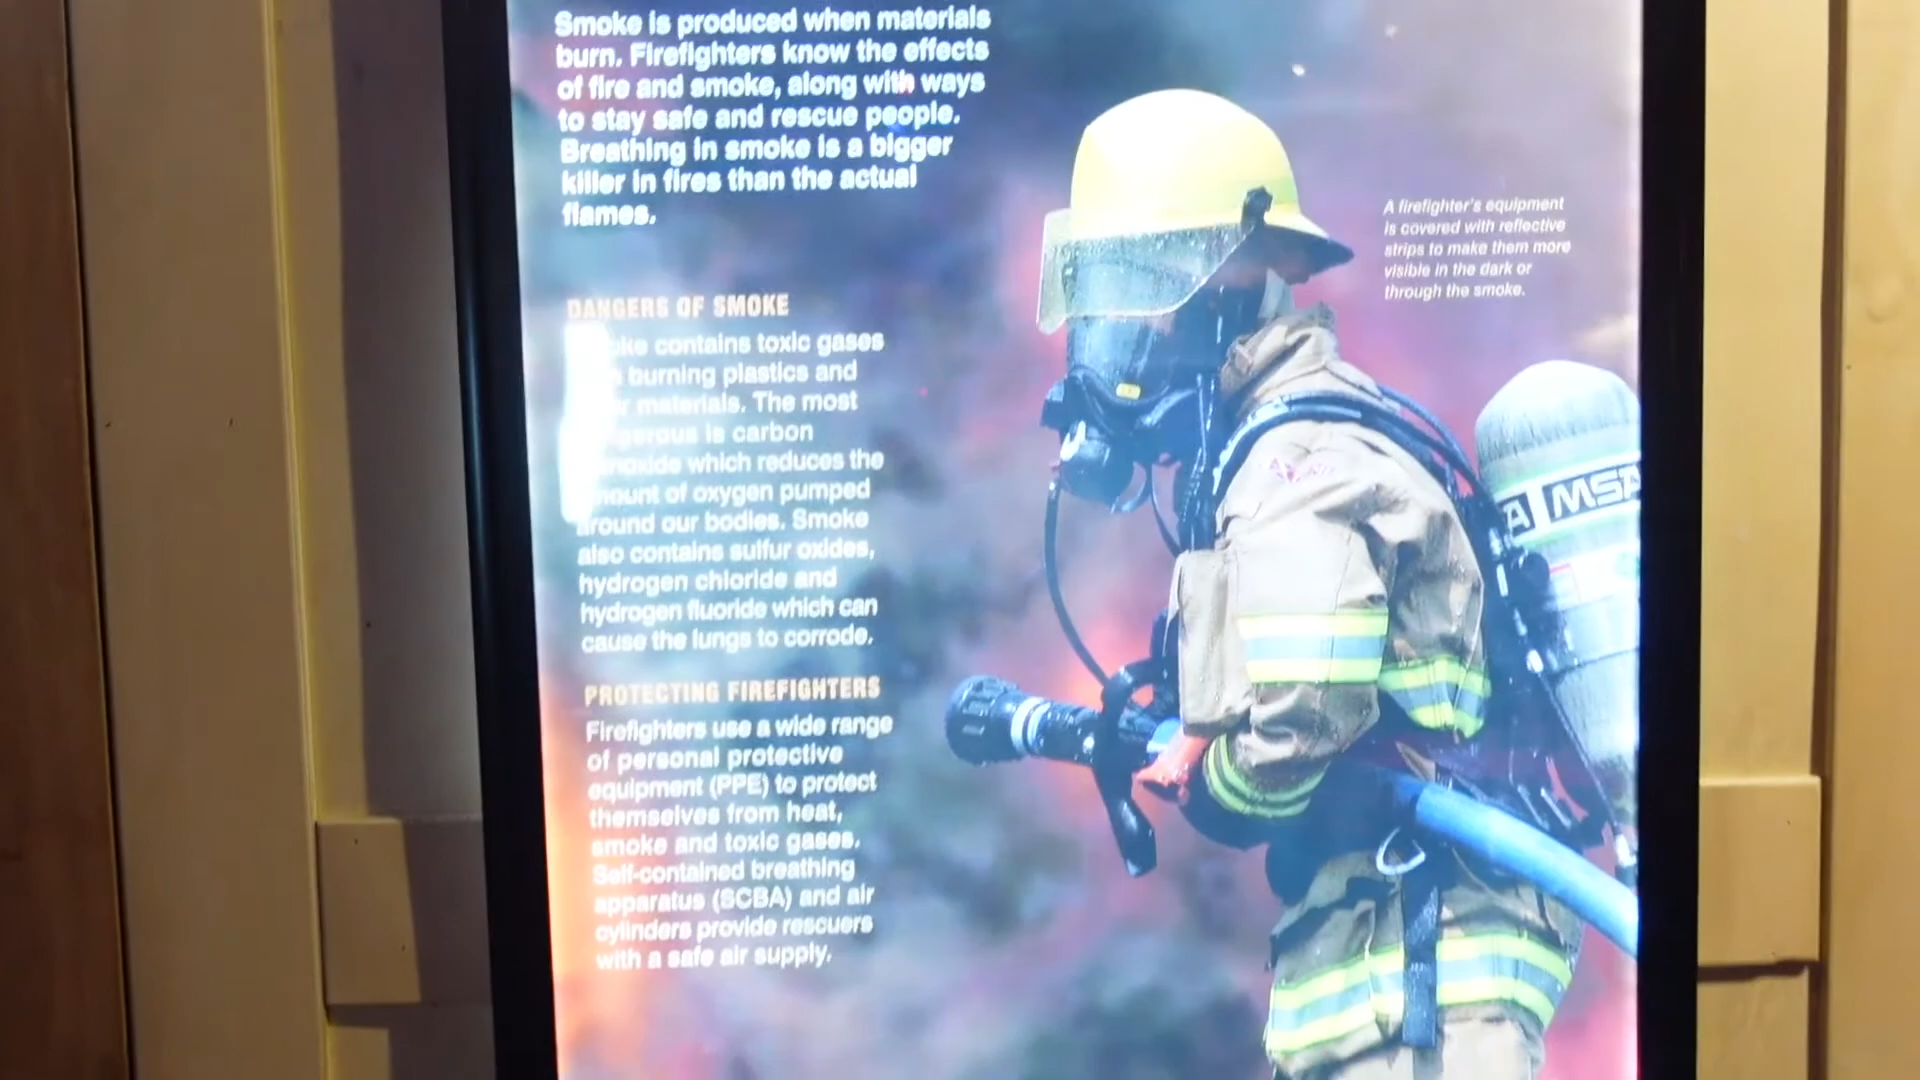 Smoke is produced when materials
burn. Firefighters know the effects
of fire and smoke, along with ways
to stay safe and rescue people.
Breathing in smoke is a bigger
killer in fires than the actual
flames.
A firefighter's equipment
is covered with reflective
strips to make them more
visible in the dark or
through the smoke.
DANGERS OF SMOKE
contains toxic gases
burning plastics and
materials. The most
is carbon
which reduces the
of oxygen pumped
around our bodies. Smoke
also contains sulfur oxides,
hydrogen chloride and
hydrogen fluoride which can
cause the lungs to corrode.
PROTECTING FIREFIGHTERS
Firefighters use a wide range
of personal protective
equipment (PPE) to protect
themselves from heat,
smoke and toxic gases.
Self-contained breathing
apparatus (SCBA) and air
cylinders provide rescuers
with a safe air supply.
A MSA